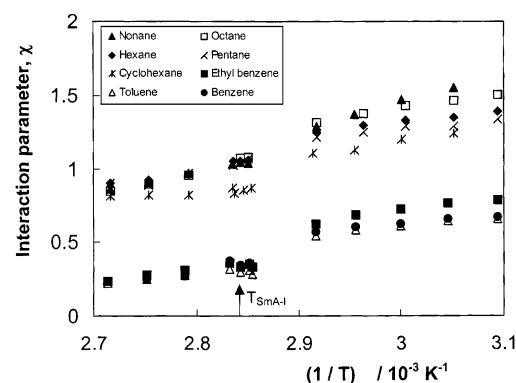 Interaction parameter, χ
2
1.5
1
0.5
0
Nonane
Octane
Hexane
Pentane
Cyclohexane
Ethyl benzene
Toluene
Benzene
TSmA-I
2.7
2.8
2.9
3
3.1
(1 / T) / 10-3 K-1